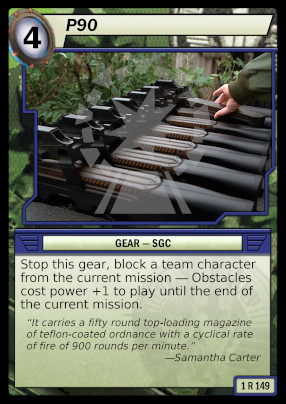 4
P90
GEAR — SGC
Stop this gear, block a team character
from the current mission — Obstacles
cost power +1 to play until the end of
the current mission.
“It carries a fifty round top-loading magazine
of teflon-coated ordnance with a cyclical rate
of fire of 900 rounds per minute.”
—Samantha Carter
1 R 149